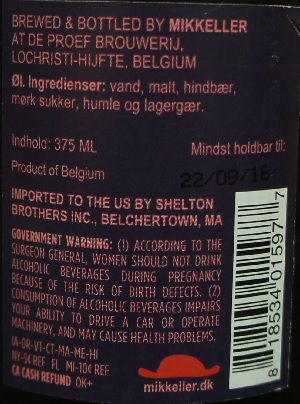 BREWED & BOTTLED BY MIKKELLER
AT DE PROEF BROUWERIJ,
LOCHRISTI-HIJFTE, BELGIUM
Øl. Ingredienser: vand, malt, hindbær,
mørk sukker, humle og lagergær.
Indhold: 375 ML
Mindst holdbar til:
22/09/16
Product of Belgium
IMPORTED TO THE US BY SHELTON
BROTHERS INC., BELCHERTOWN, MA
GOVERNMENT WARNING: (1) ACCORDING TO THE
SURGEON GENERAL, WOMEN SHOULD NOT DRINK
ALCOHOLIC BEVERAGES DURING PREGNANCY
BECAUSE OF THE RISK OF BIRTH DEFECTS. (2)
CONSUMPTION OF ALCOHOLIC BEVERAGES IMPAIRS
YOUR ABILITY TO DRIVE A CAR OR OPERATE
MACHINERY, AND MAY CAUSE HEALTH PROBLEMS.
IA-OR-VT-CT-MA-ME-HI
NY-5¢ REF FL MI-10¢ REF
CA CASH REFUND OK+
mikkeller.dk
8 18534 01597 7